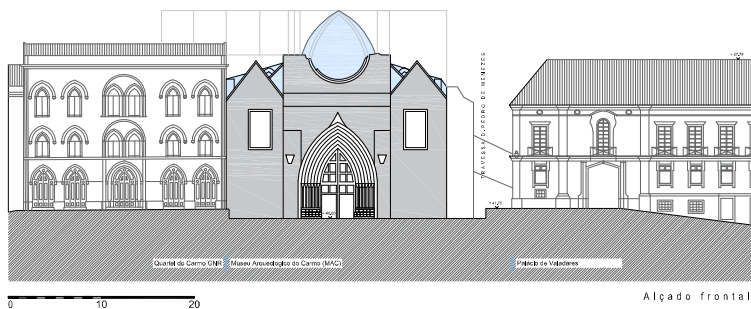 TRAVESSA D. PEDRO DE MENEZES
Quartel do Carmo GNR
Museu Arqueologico do Carmo (MAC)
Palácio de Valadares
0 10 20
Alçado frontal